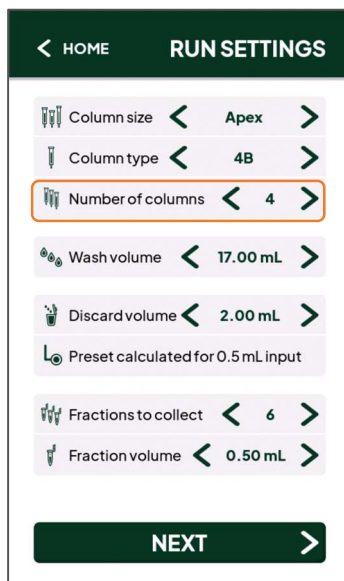 HOME RUN SETTINGS
Column size Apex
Column type 4B
Number of columns 4
Wash volume 17.00 mL
Discard volume 2.00 mL
Preset calculated for 0.5 mL input
Fractions to collect 6
Fraction volume 0.50 mL
NEXT